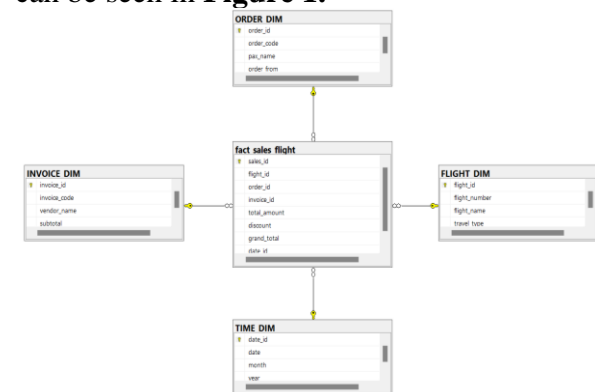 can be seen in Figure 1.
ORDER DIM
order_id
order_code
pax_name
order from
fact sales flight
sales_id
flight_id
order_id
invoice_id
total_amount
discount
grand_total
date_id
INVOICE DIM
invoice_id
invoice_code
vendor_name
subtotal
FLIGHT DIM
flight_id
flight_number
flight_name
travel type
TIME DIM
date_id
date
month
year